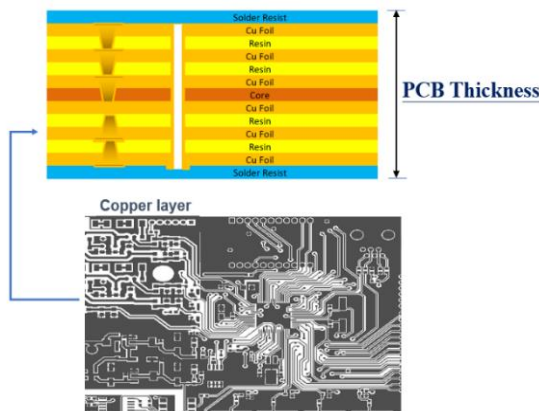 Solder Resist
Cu Foil
Resin
Cu Foil
Resin
Cu Foil
Core
Cu Foil
Resin
Cu Foil
Resin
Cu Foil
Solder Resist
PCB Thickness
Copper layer